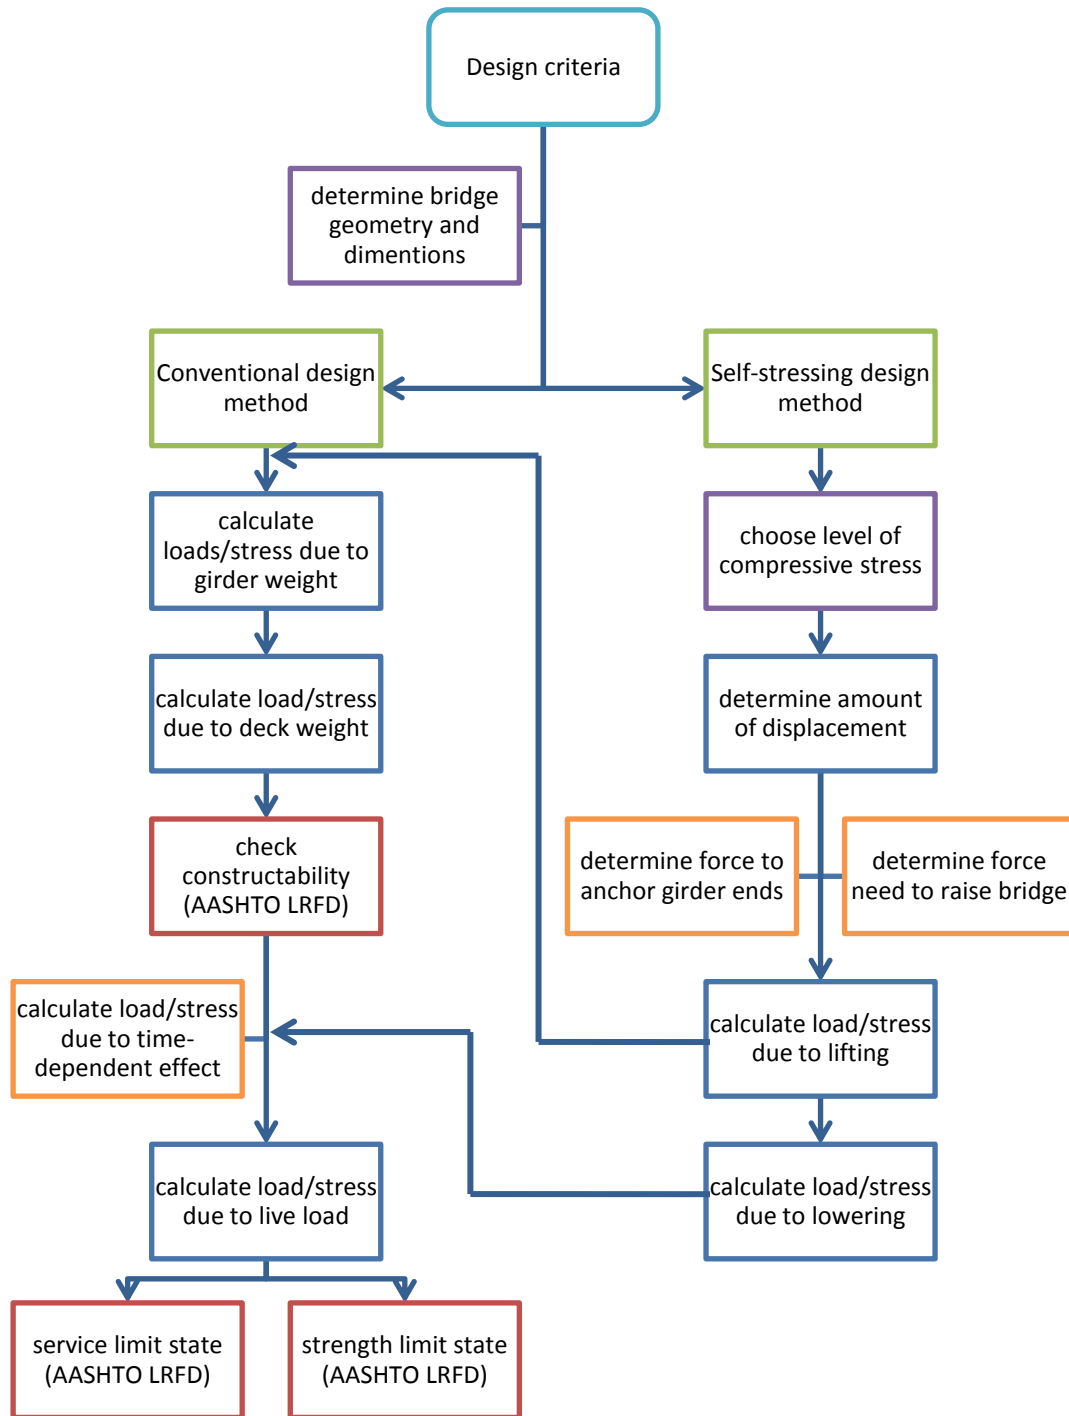 Design criteria
determine bridge
geometry and
dimentions
Conventional design
method
Self-stressing design
method
calculate
loads/stress due to
girder weight
choose level of
compressive stress
calculate load/stress
due to deck weight
determine amount
of displacement
check
constructability
(AASHTO LRFD)
determine force to
anchor girder ends
determine force
need to raise bridge
calculate load/stress
due to time-
dependent effect
calculate load/stress
due to lifting
calculate load/stress
due to live load
calculate load/stress
due to lowering
service limit state
(AASHTO LRFD)
strength limit state
(AASHTO LRFD)